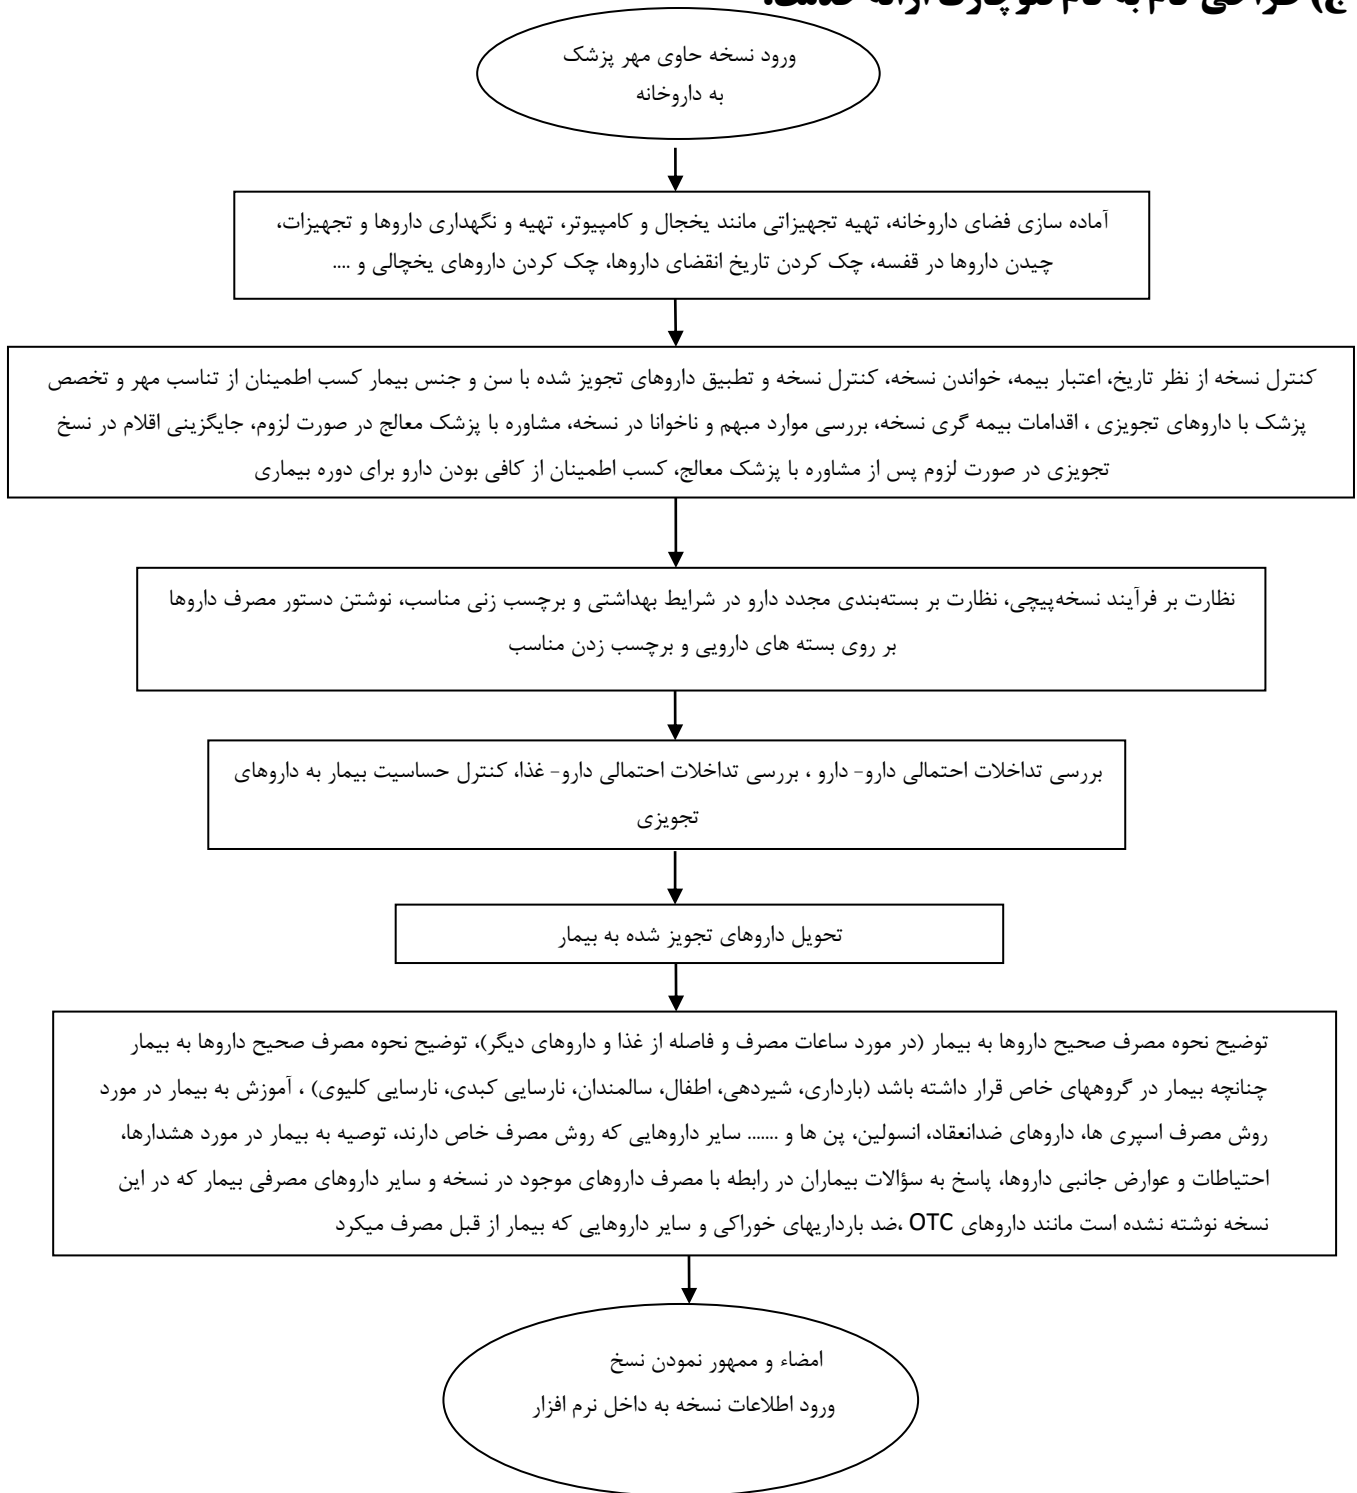 ج) طراحی گام به گام فلوچارت ارائه خدمت:
ورود نسخه حاوی مهر پزشک
به داروخانه
آماده سازی فضای داروخانه، تهیه تجهیزاتی مانند یخجال و کامپیوتر، تهیه و نگهداری داروها و تجهیزات،
چیدن داروها در قفسه، چک کردن تاریخ انقضای داروها، چک کردن داروهای یخچالی و ....
کنترل نسخه از نظر تاریخ، اعتبار بیمه، خواندن نسخه، کنترل نسخه و تطبیق داروهای تجویز شده با سن و جنس بیمار کسب اطمینان از تناسب مهر و تخصص
پزشک با داروهای تجویزی ، اقدامات بیمه گری نسخه، بررسی موارد مبهم و ناخوانا در نسخه، مشاوره با پزشک معالج در صورت لزوم، جایگزینی اقلام در نسخ
تجویزی در صورت لزوم پس از مشاوره با پزشک معالج، کسب اطمینان از کافی بودن دارو برای دوره بیماری
نظارت بر فرآیند نسخه‌پیچی، نظارت بر بسته‌بندی مجدد دارو در شرایط بهداشتی و برچسب زنی مناسب، نوشتن دستور مصرف داروها
بر روی بسته های دارویی و برچسب زدن مناسب
بررسی تداخلات احتمالی دارو- دارو ، بررسی تداخلات احتمالی دارو- غذا، کنترل حساسیت بیمار به داروهای
تجویزی
تحویل داروهای تجویز شده به بیمار
توضیح نحوه مصرف صحیح داروها به بیمار (در مورد ساعات مصرف و فاصله از غذا و داروهای دیگر)، توضیح نحوه مصرف صحیح داروها به بیمار
چنانچه بیمار در گروههای خاص قرار داشته باشد (بارداری، شیردهی، اطفال، سالمندان، نارسایی کبدی، نارسایی کلیوی) ، آموزش به بیمار در مورد
روش مصرف اسپری ها، داروهای ضدانعقاد، انسولین، پن ها و ....... سایر داروهایی که روش مصرف خاص دارند، توصیه به بیمار در مورد هشدارها،
احتیاطات و عوارض جانبی داروها، پاسخ به سؤالات بیماران در رابطه با مصرف داروهای موجود در نسخه و سایر داروهای مصرفی بیمار که در این
نسخه نوشته نشده است مانند داروهای OTC ،ضد بارداریهای خوراکی و سایر داروهایی که بیمار از قبل مصرف میکرد
امضاء و ممهور نمودن نسخ
ورود اطلاعات نسخه به داخل نرم افزار